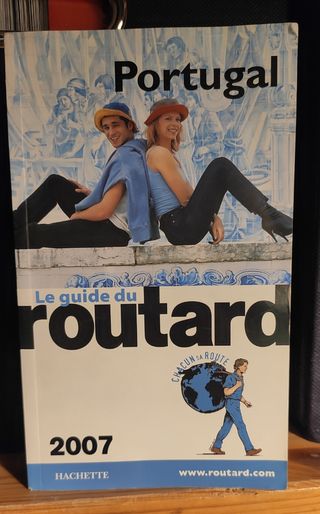 Portugal
Le guide du
routard
CHACUN SA ROUTE
2007
HACHETTE
www.routard.com